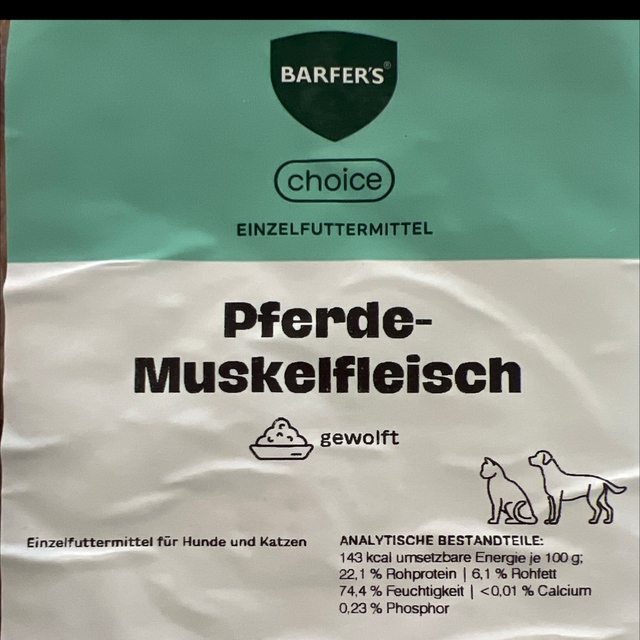 BARFER'S®
choice
EINZELFUTTERMITTEL
Pferde-
Muskelfleisch
gewolft
Einzelfuttermittel für Hunde und Katzen
ANALYTISCHE BESTANDTEILE:
143 kcal umsetzbare Energie je 100 g;
22,1 % Rohprotein | 6,1 % Rohfett
74,4 % Feuchtigkeit | <0,01 % Calcium
0,23 % Phosphor